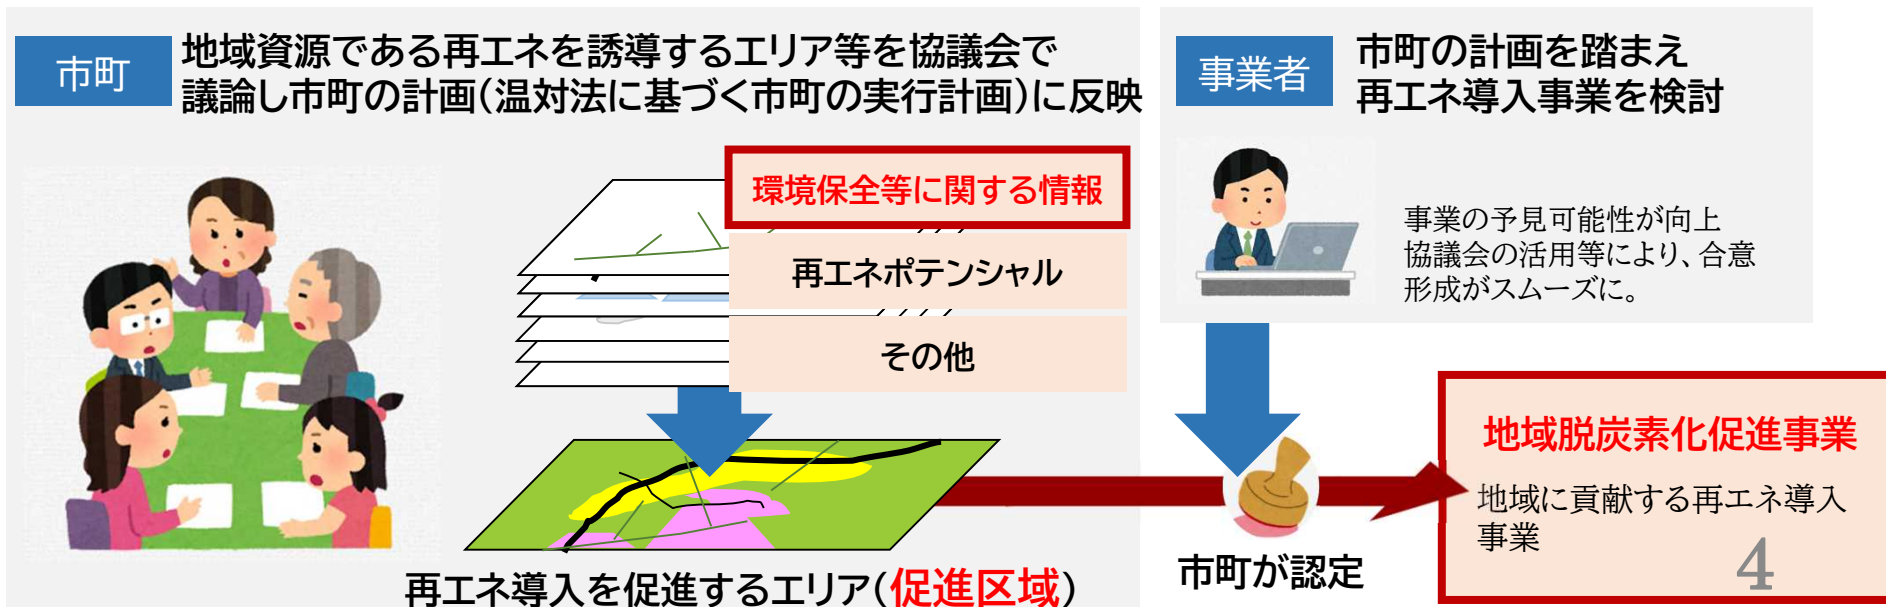 市町
地域資源である再エネを誘導するエリア等を協議会で
議論し市町の計画(温対法に基づく市町の実行計画)に反映
環境保全等に関する情報
再エネポテンシャル
その他
再エネ導入を促進するエリア(促進区域)
事業者
市町の計画を踏まえ
再エネ導入事業を検討
事業の予見可能性が向上
協議会の活用等により、合意
形成がスムーズに。
市町が認定
地域脱炭素化促進事業
地域に貢献する再エネ導入
事業
4